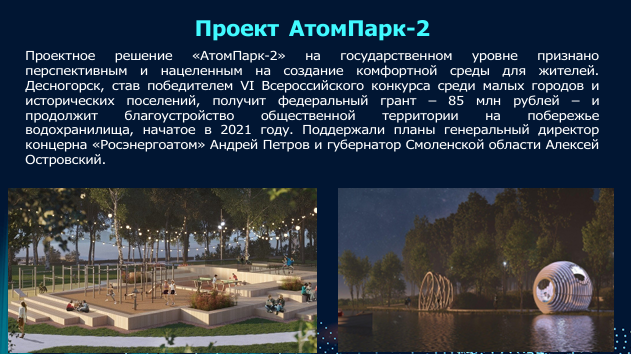 Проект АтомПарк-2
Проектное решение «АтомПарк-2» на государственном уровне признано
перспективным и нацеленным на создание комфортной среды для жителей.
Десногорск, став победителем VI Всероссийского конкурса среди малых городов и
исторических поселений, получит федеральный грант – 85 млн рублей – и
продолжит благоустройство общественной территории на побережье
водохранилища, начатое в 2021 году. Поддержали планы генеральный директор
концерна «Росэнергоатом» Андрей Петров и губернатор Смоленской области Алексей
Островский.